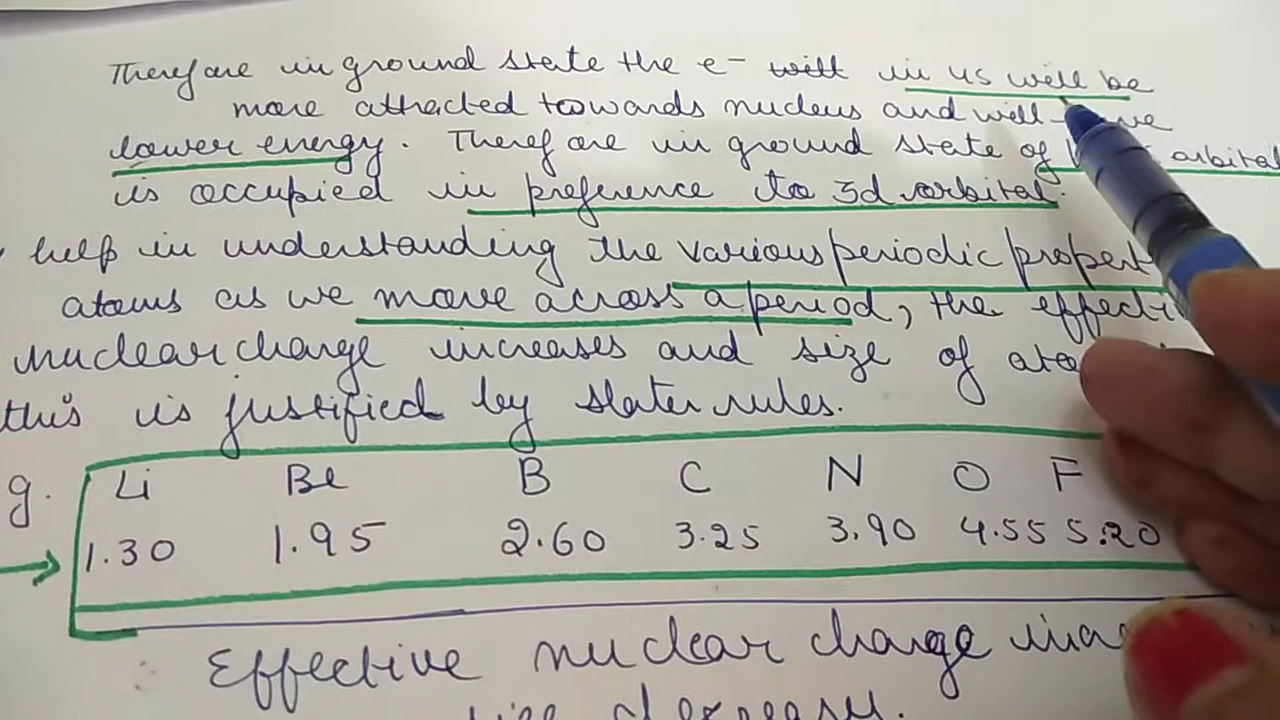 Therefore in ground state the e- will in 4s will be
more attracted towards nucleus and will
lower energy. Therefore in ground state of orbital
is occupied in preference to 3d orbital.
help in understanding the various periodic propert
atoms as we move across a period, the effecti
nuclear charge increases and size of ato
this is justified by slater rules.
g. Li Be B C N O F
1.30 1.95 2.60 3.25 3.90 4.55 5.20
Effective nuclear charge
decreases.